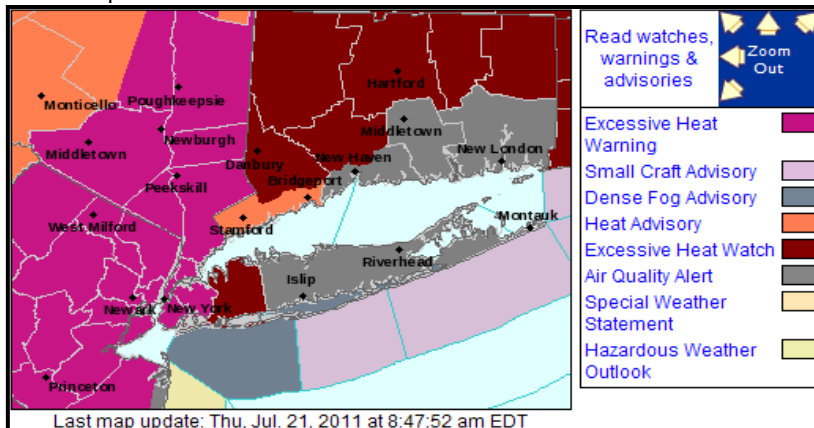 Monticello
Poughkeepsie
Hartford
Middletown
Newburgh
Middletown
Danbury
New Haven
New London
Peekskill
Bridgeport
West Milford
Stamford
Montauk
Riverhead
Islip
Newark
New York
Princeton
Last map update: Thu, Jul. 21, 2011 at 8:47:52 am EDT
Read watches,
warnings &
advisories
Zoom
Out
Excessive Heat
Warning
Small Craft Advisory
Dense Fog Advisory
Heat Advisory
Excessive Heat Watch
Air Quality Alert
Special Weather
Statement
Hazardous Weather
Outlook